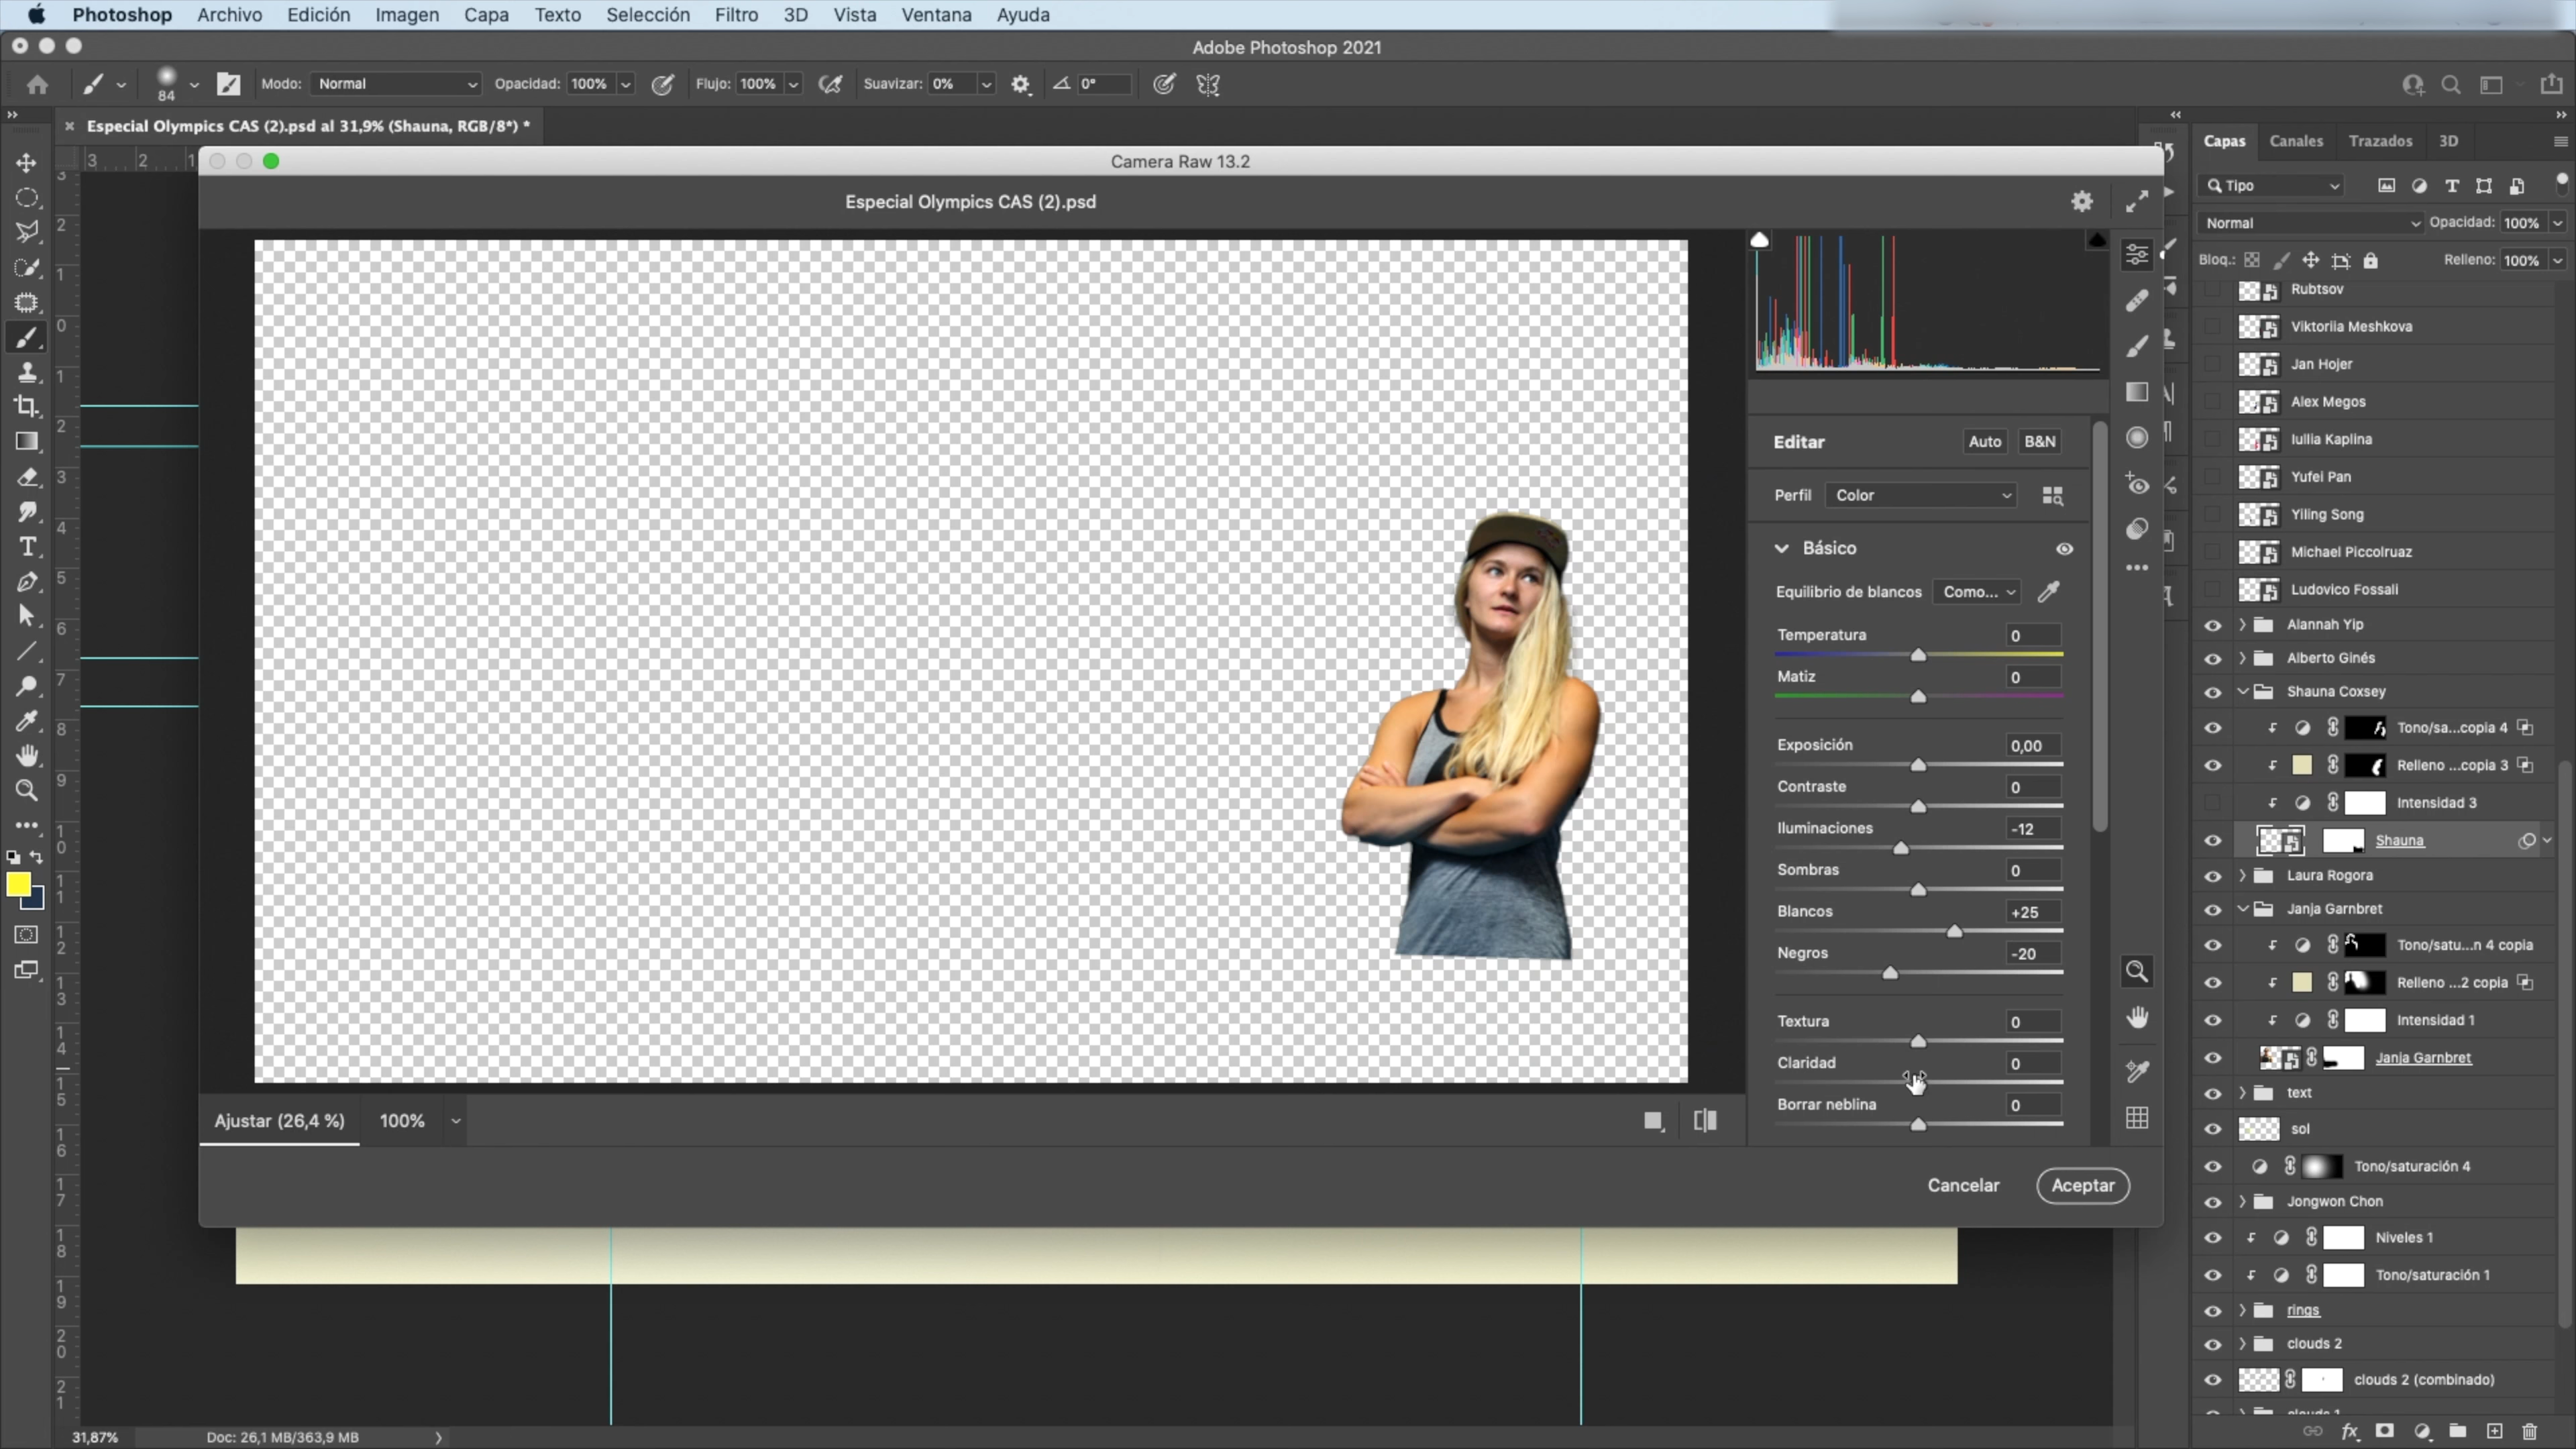 Photoshop Archivo Edición Imagen Capa Texto Selección Filtro 3D Vista Ventana Ayuda
Adobe Photoshop 2021
84 Modo: Normal Opacidad: 100% Flujo: 100% Suavizar: 0% 0°
Especial Olympics CAS (2).psd al 31,9% (Shauna, RGB/8*) *
Camera Raw 13.2
Especial Olympics CAS (2).psd
Editar Auto B&N
Perfil Color
Básico
Equilibrio de blancos Como...
Temperatura 0
Matiz 0
Exposición 0,00
Contraste 0
Iluminaciones -12
Sombras 0
Blancos +25
Negros -20
Textura 0
Claridad 0
Borrar neblina 0
Ajustar (26,4 %) 100%
Cancelar Aceptar
Capas Canales Trazados 3D
Tipo
Normal Opacidad: 100%
Bloq.: Relleno: 100%
Rubtsov
Viktoriia Meshkova
Jan Hojer
Alex Megos
Iullia Kaplina
Yufei Pan
Yiling Song
Michael Piccolruaz
Ludovico Fossali
Alannah Yip
Alberto Ginés
Shauna Coxsey
Tono/sa...copia 4
Relleno ...copia 3
Intensidad 3
Shauna
Laura Rogora
Janja Garnbret
Tono/satu...n 4 copia
Relleno ...2 copia
Intensidad 1
Janja Garnbret
text
sol
Tono/saturación 4
Jongwon Chon
Niveles 1
Tono/saturación 1
rings
clouds 2
clouds 2 (combinado)
31,87% Doc: 26,1 MB/363,9 MB